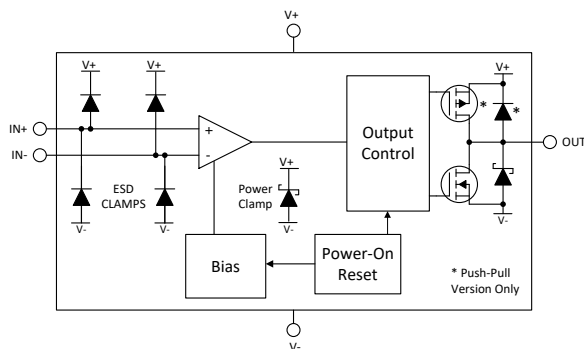 V+
V+
V+
V+
IN+
IN-
+
-
*
*
Output
Control
OUT
ESD
CLAMPS
V+
Power
Clamp
V-
V-
V-
V-
Bias
Power-On
Reset
* Push-Pull
Version Only
V-